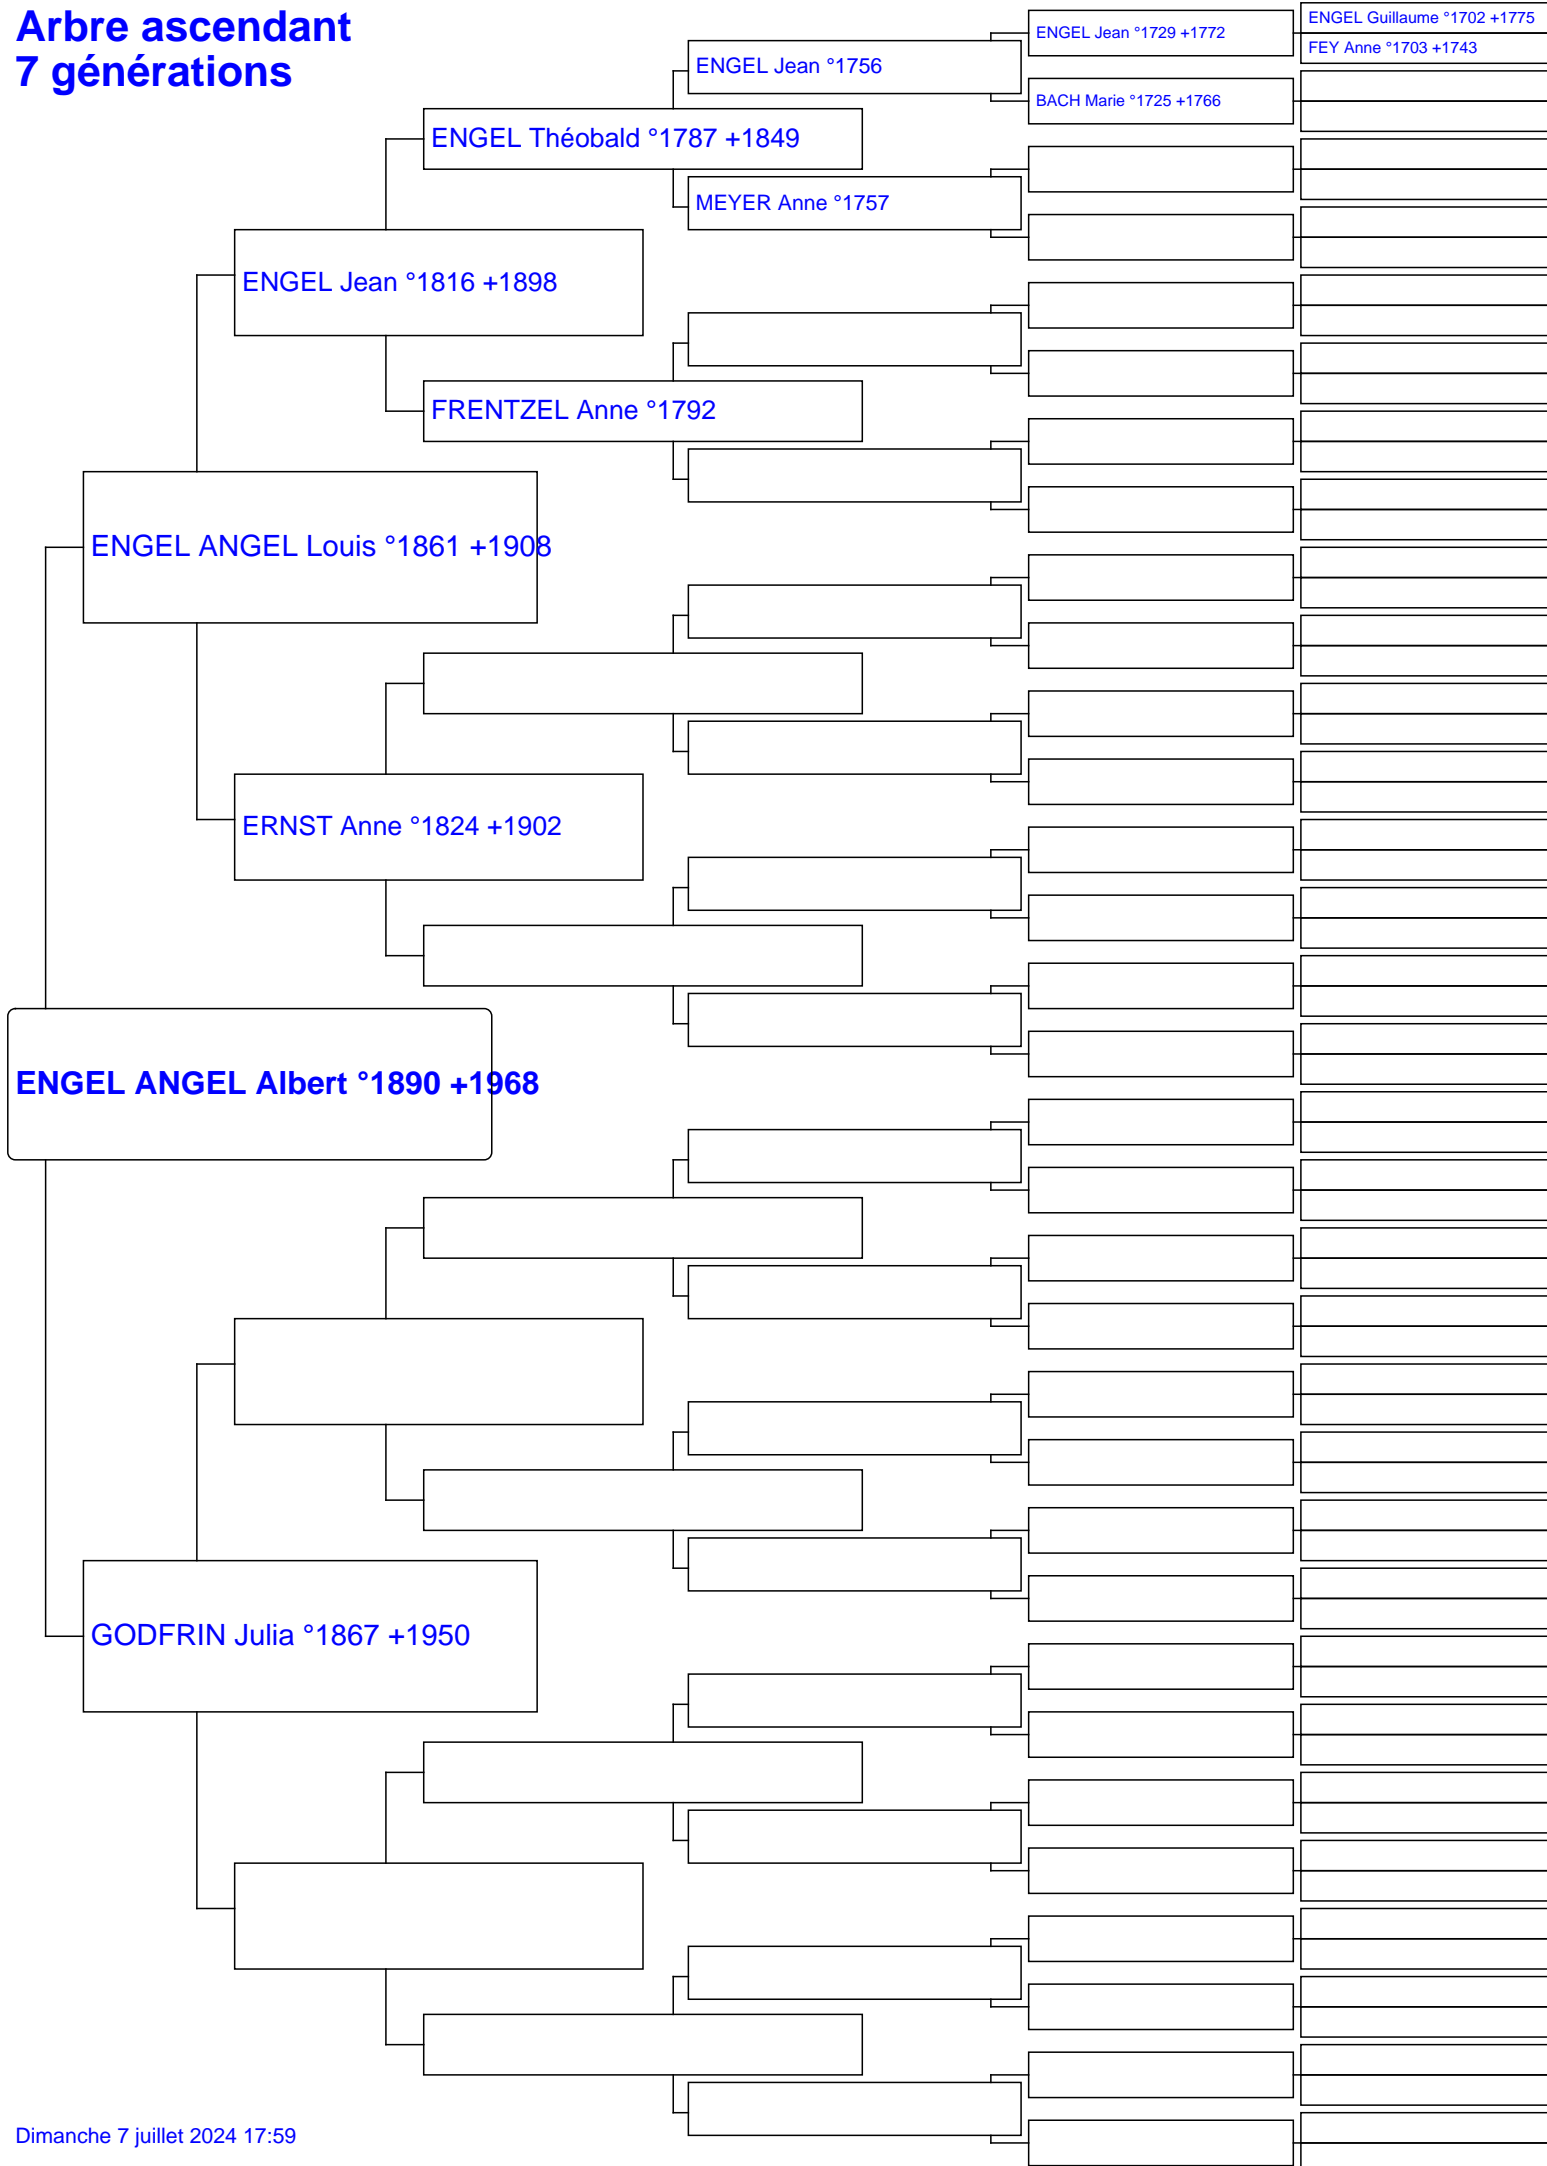 Arbre ascendant
7 générations
ENGEL Guillaume °1702 +1775
ENGEL Jean °1729 +1772
FEY Anne °1703 +1743
ENGEL Jean °1756
BACH Marie °1725 +1766
ENGEL Théobald °1787 +1849
MEYER Anne °1757
ENGEL Jean °1816 +1898
FRENTZEL Anne °1792
ENGEL ANGEL Louis °1861 +1908
ERNST Anne °1824 +1902
ENGEL ANGEL Albert °1890 +1968
GODFRIN Julia °1867 +1950
Dimanche 7 juillet 2024 17:59